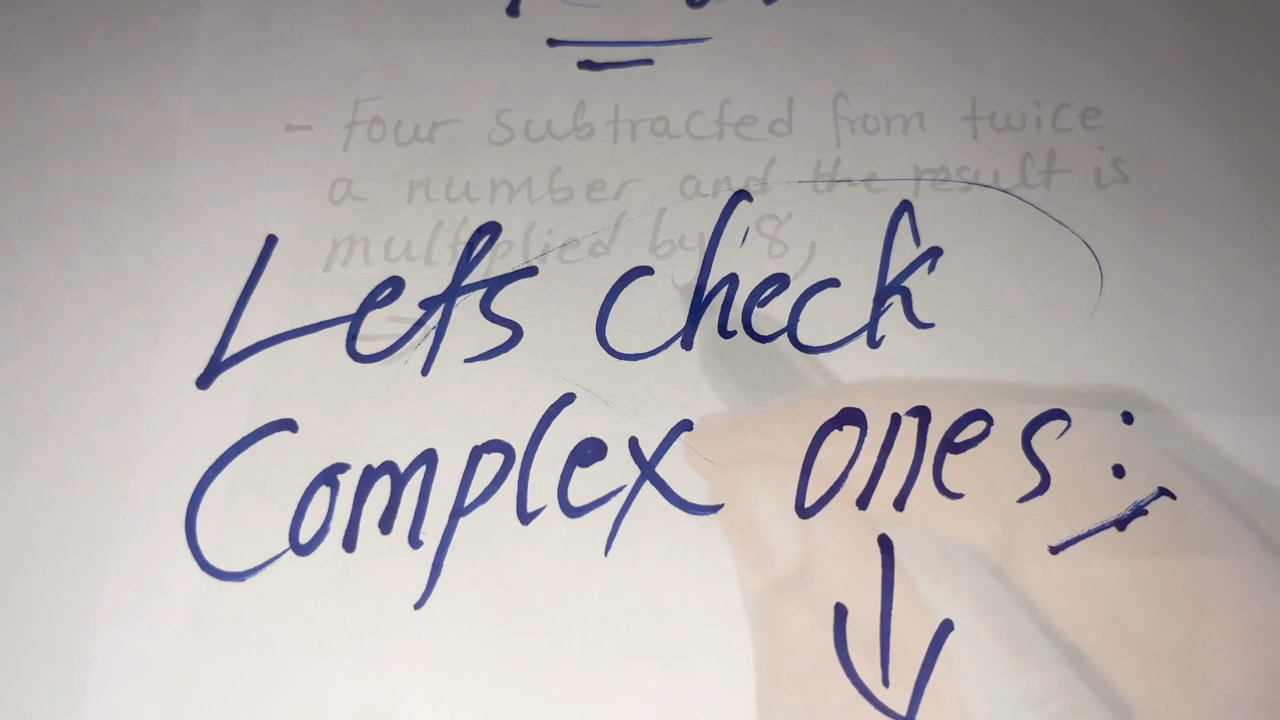 - Four subtracted from twice
a number and the result is
multiplied by 8,
Lets check
Complex ones: